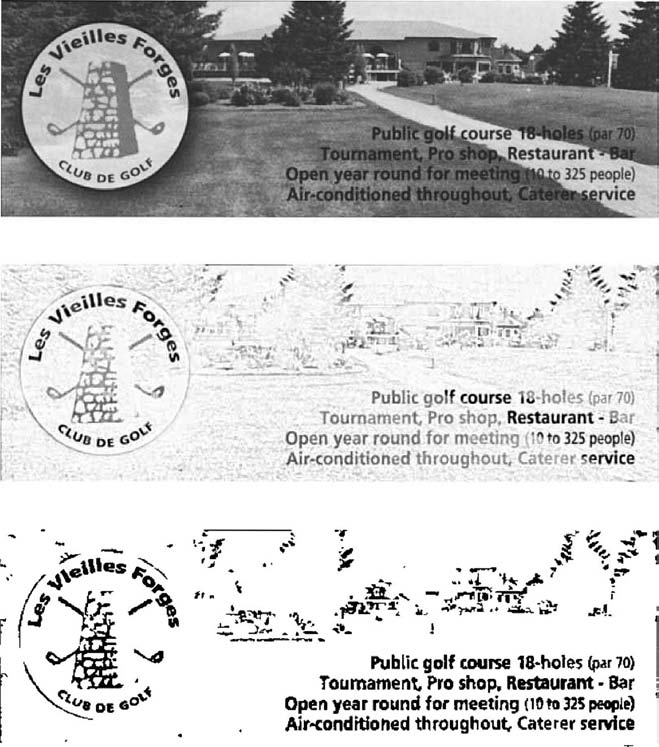 Les Vieilles Forges
CLUB DE GOLF
Public golf course 18-holes (par 70)
Tournament, Pro shop, Restaurant - Bar
Open year round for meeting (10 to 325 people)
Air-conditioned throughout, Caterer service
Les Vieilles Forges
CLUB DE GOLF
Public golf course 18-holes (par 70)
Tournament, Pro shop, Restaurant - Bar
Open year round for meeting (10 to 325 people)
Air-conditioned throughout, Caterer service
Les Vieilles Forges
CLUB DE GOLF
Public golf course 18-holes (par 70)
Tournament, Pro shop, Restaurant - Bar
Open year round for meeting (10 to 325 people)
Air-conditioned throughout, Caterer service